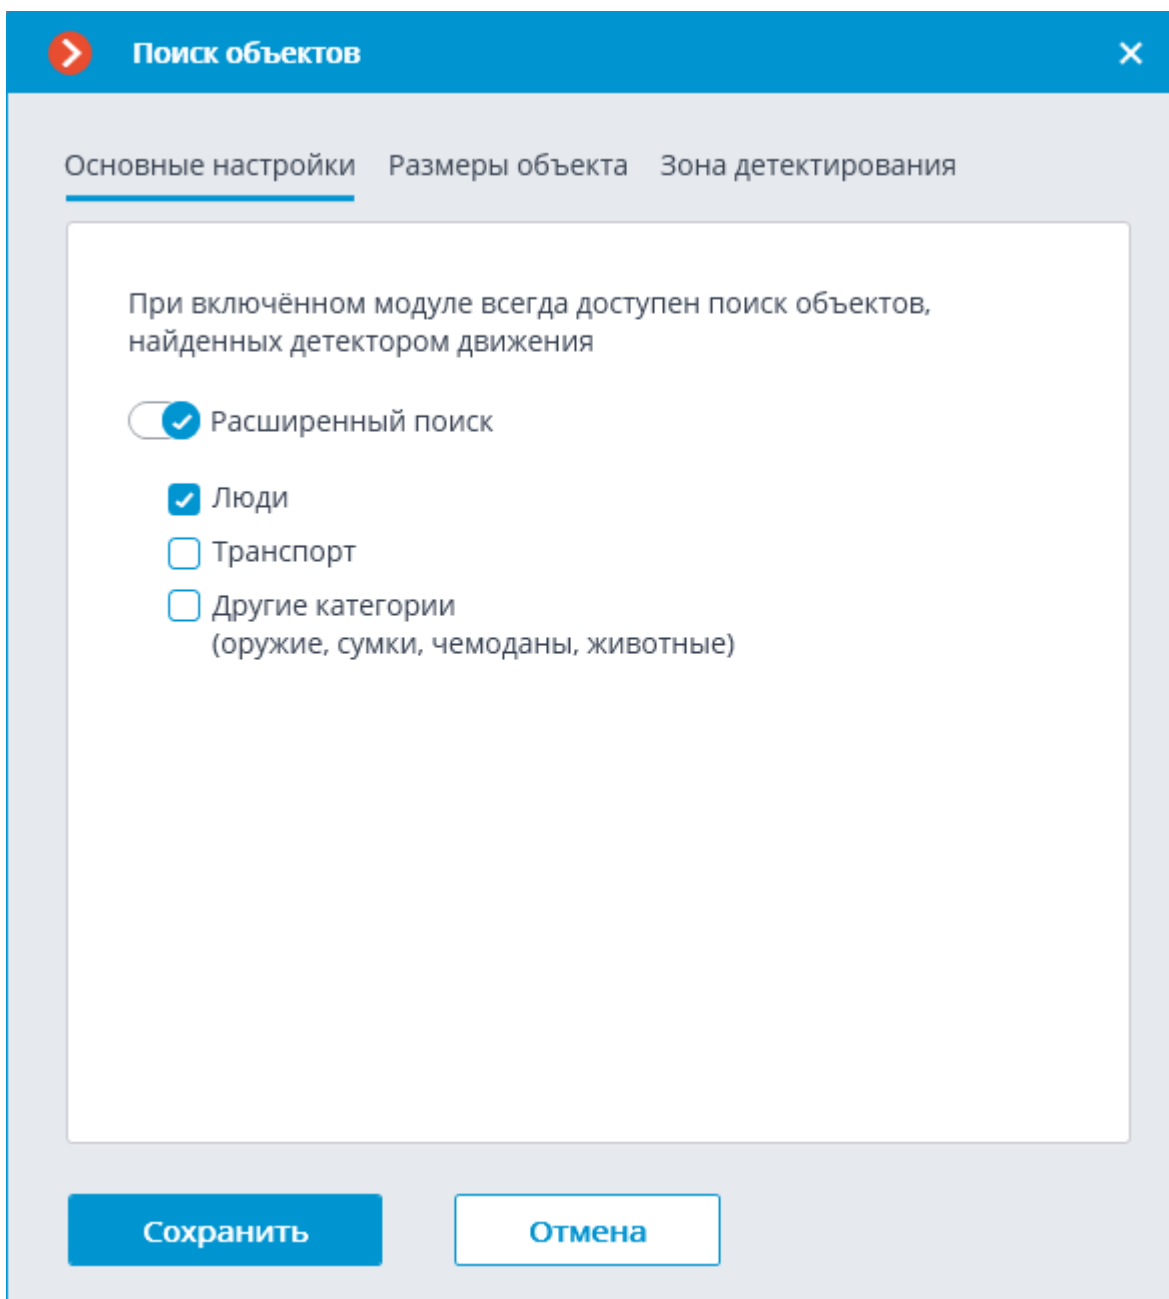 Поиск объектов
Основные настройки Размеры объекта Зона детектирования
При включённом модуле всегда доступен поиск объектов,
найденных детектором движения
Расширенный поиск
Люди
Транспорт
Другие категории
(оружие, сумки, чемоданы, животные)
Сохранить Отмена